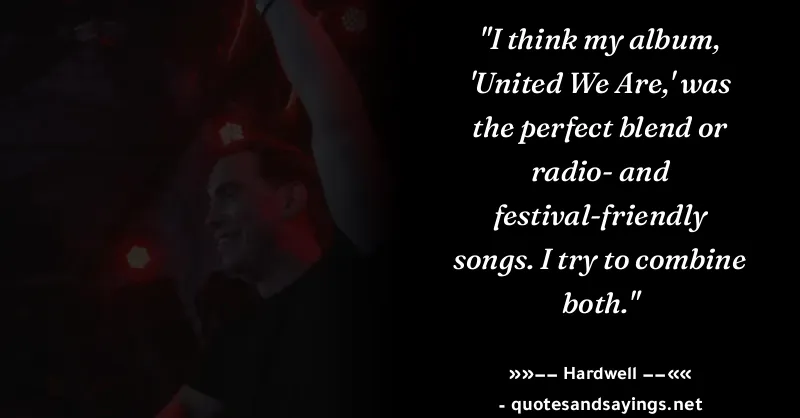 "I think my album,
'United We Are,' was
the perfect blend or
radio- and
festival-friendly
songs. I try to combine
both."
»»−− Hardwell −−««
- quotesandsayings.net